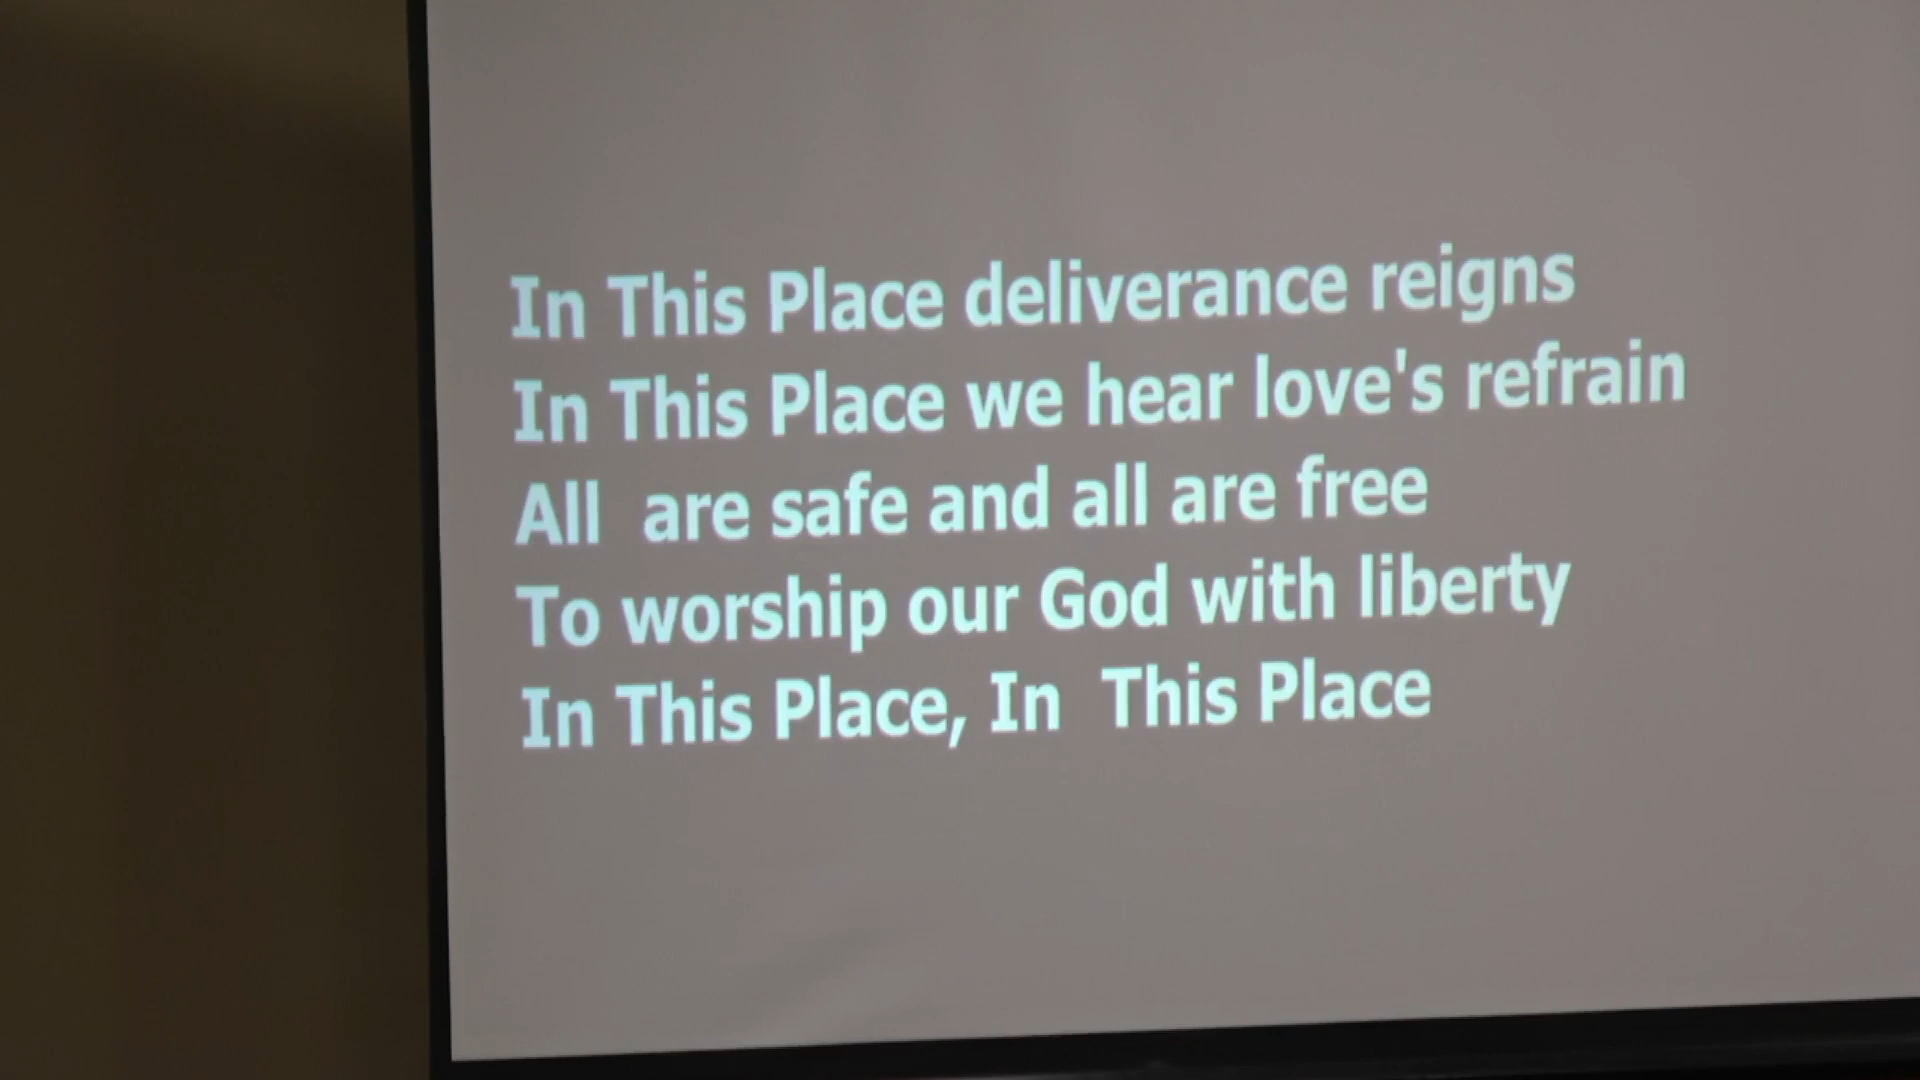 In This Place deliverance reigns
In This Place we hear love's refrain
All  are safe and all are free
To worship our God with liberty
In This Place, In  This Place